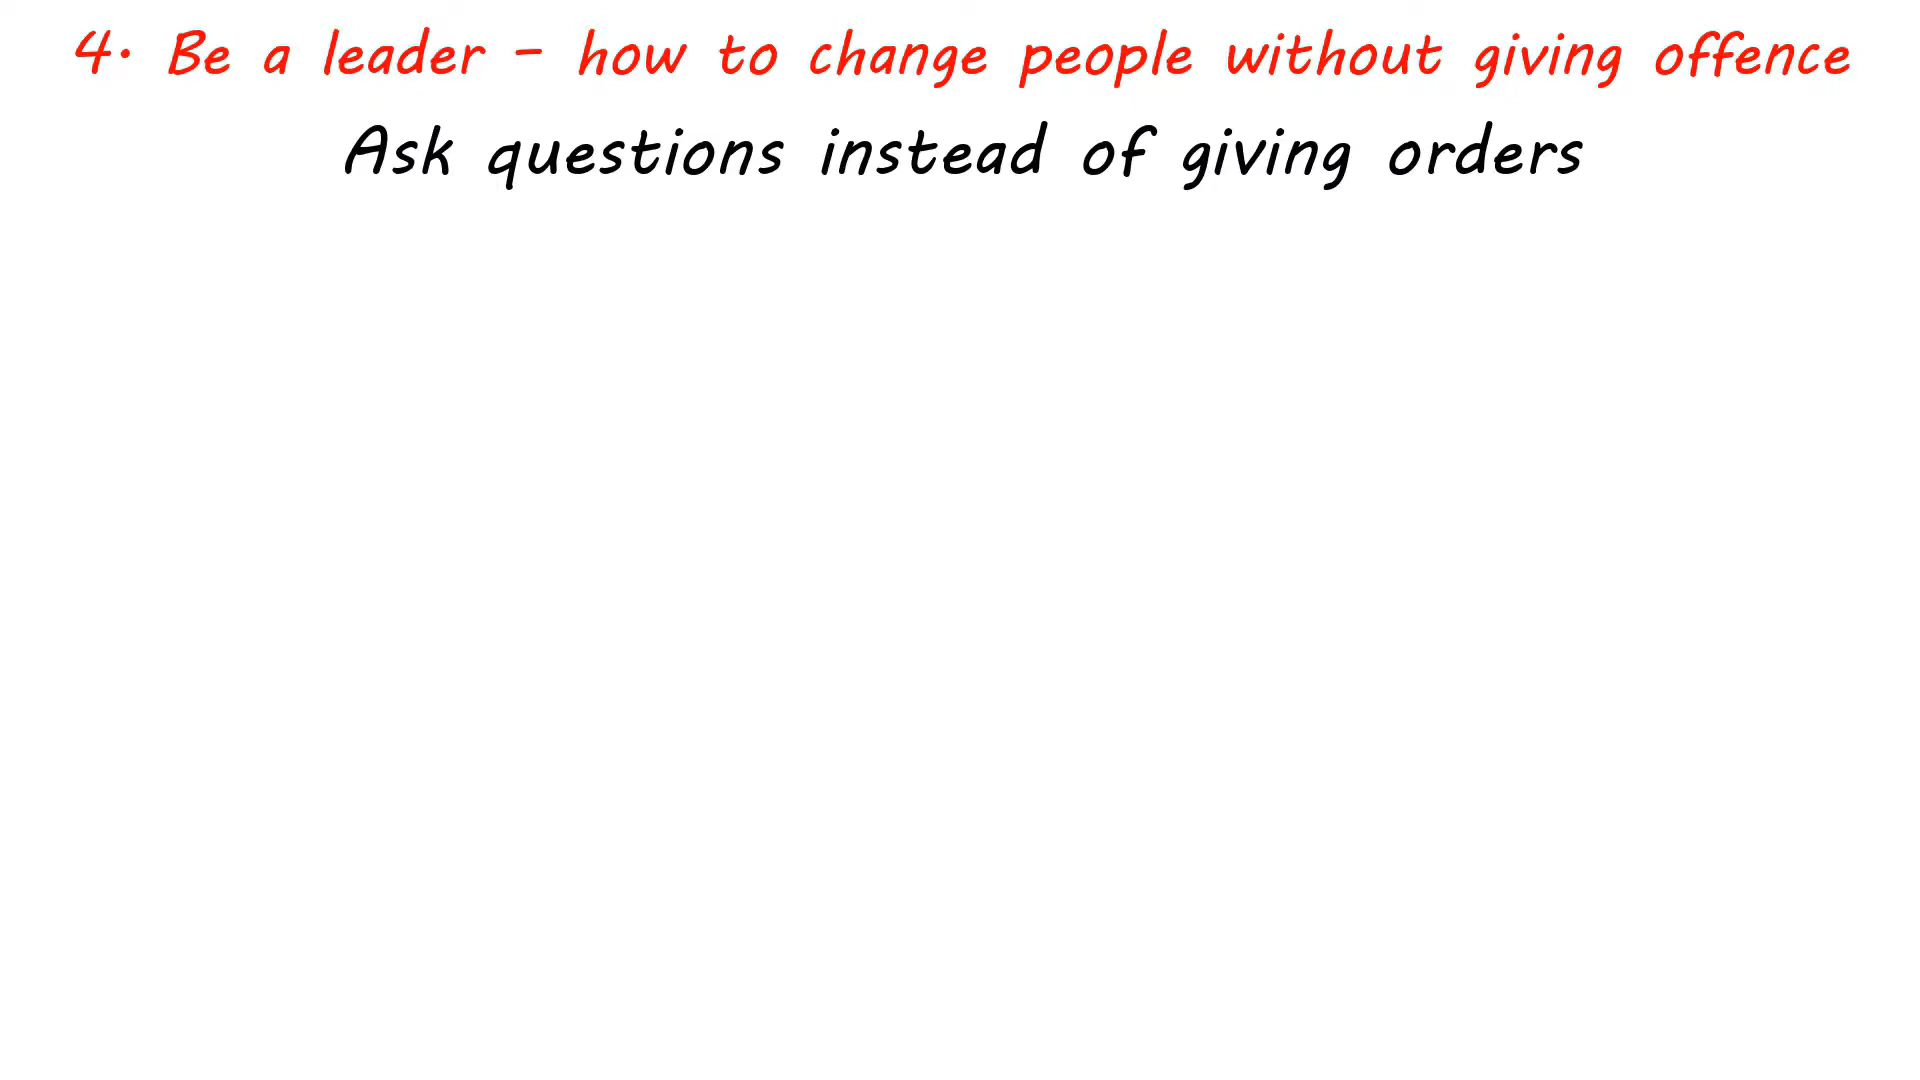 4. Be a leader - how to change people without giving offence
Ask questions instead of giving orders